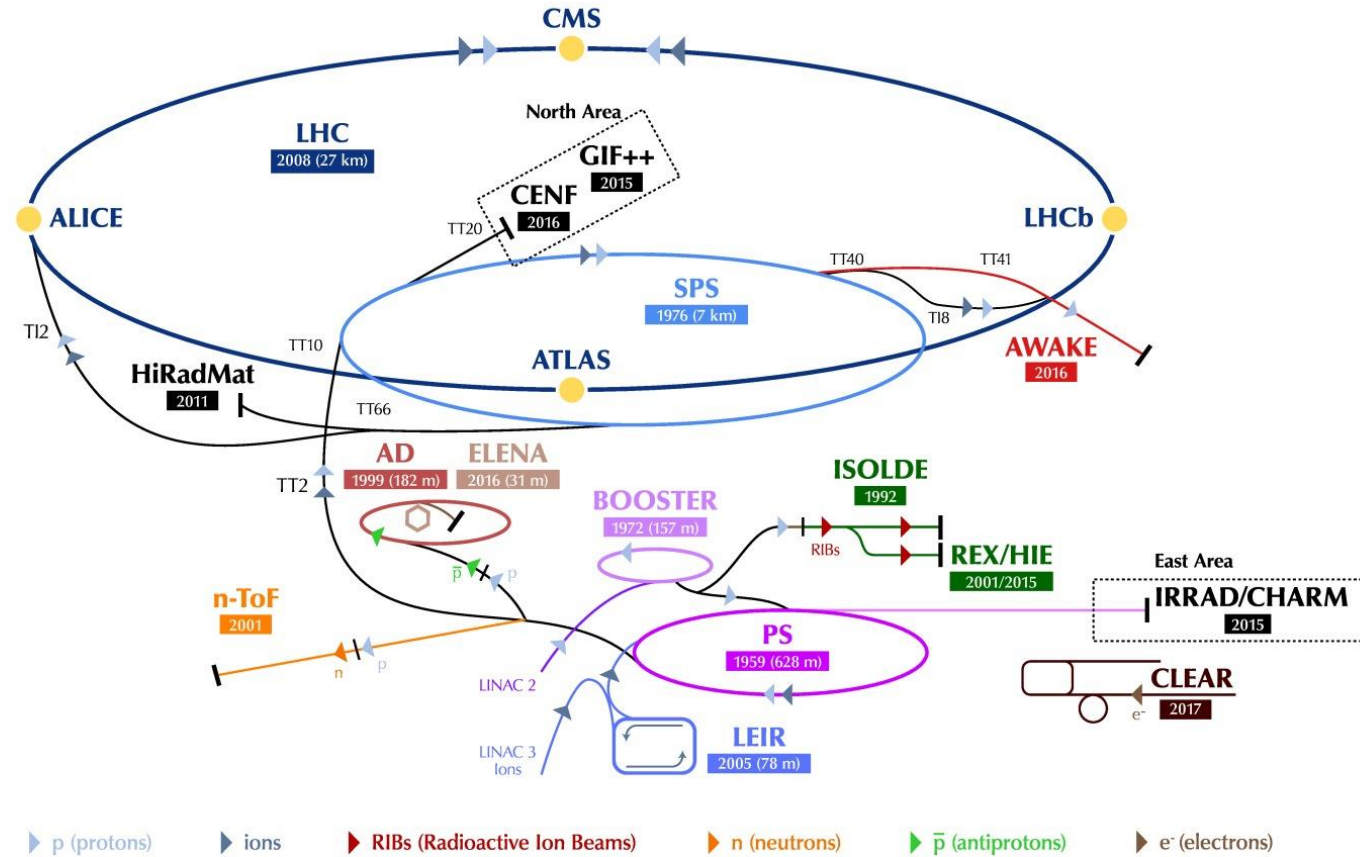 CMS
North Area
LHC
2008 (27 km)
GIF++
2015
CENF
2016
ALICE
LHCb
TT20
TT40
TT41
SPS
1976 (7 km)
TI8
TI2
TT10
ATLAS
AWAKE
2016
HiRadMat
2011
TT66
AD
1999 (182 m)
ELENA
2016 (31 m)
TT2
ISOLDE
1992
BOOSTER
1972 (157 m)
RIBs
REX/HIE
2001/2015
East Area
p̅
p
n-ToF
2001
IRRAD/CHARM
2015
PS
1959 (628 m)
n
p
LINAC 2
CLEAR
2017
e-
LINAC 3
Ions
LEIR
2005 (78 m)
p (protons)
ions
RIBs (Radioactive Ion Beams)
n (neutrons)
p̅ (antiprotons)
e- (electrons)